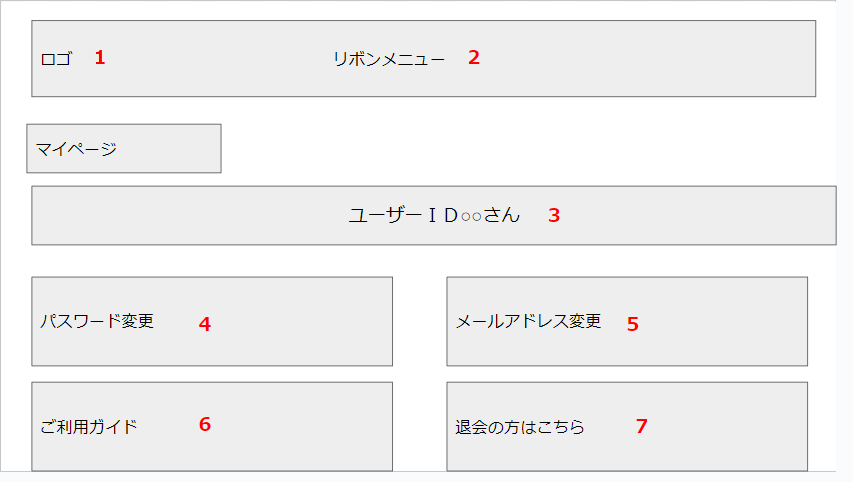 ロゴ 1 リボンメニュー 2
マイページ
ユーザーＩＤ○○さん 3
パスワード変更 4 メールアドレス変更 5
ご利用ガイド 6 退会の方はこちら 7